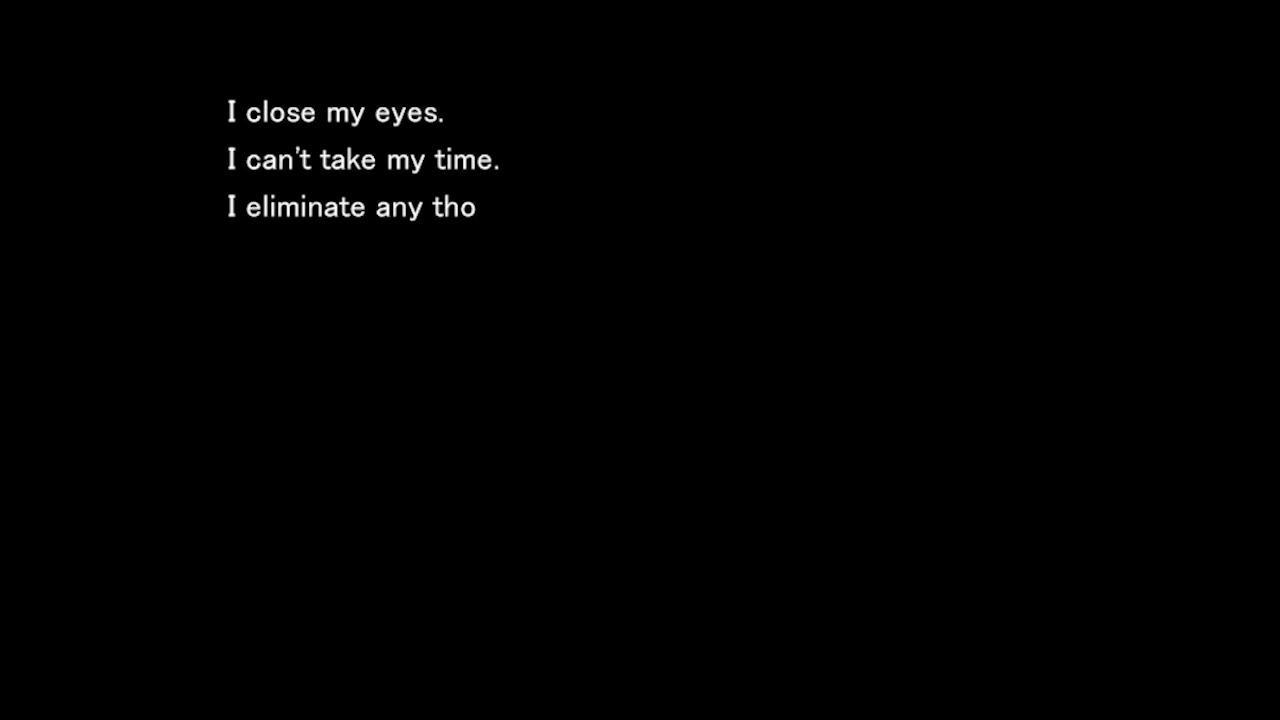 I close my eyes.
I can't take my time.
I eliminate any tho